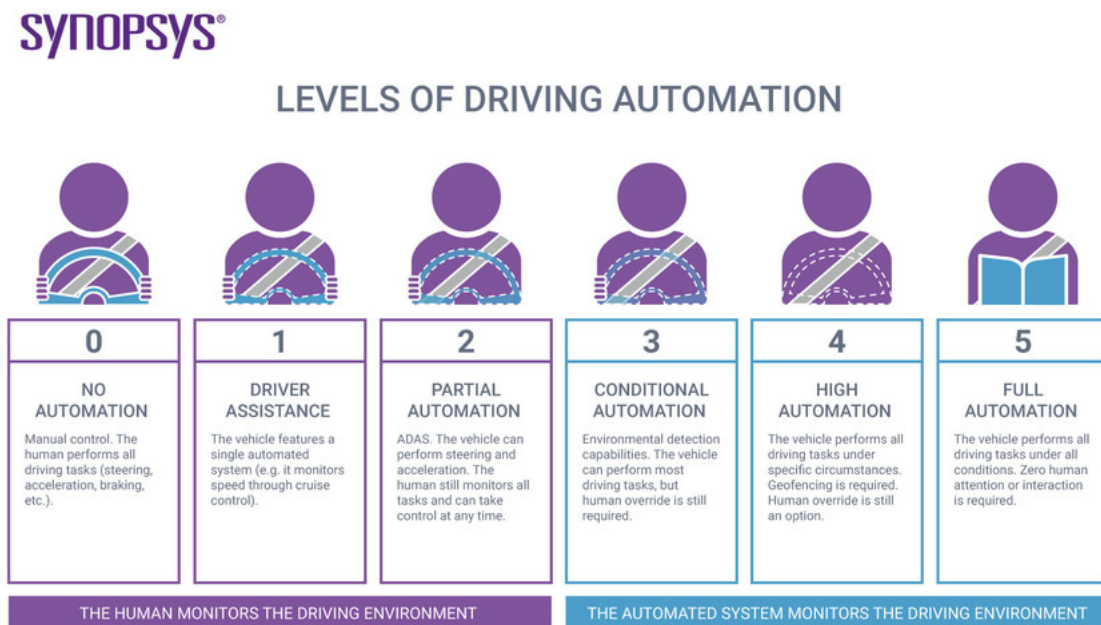 SYNOPSYS®
LEVELS OF DRIVING AUTOMATION
0
NO
AUTOMATION
Manual control. The
human performs all
driving tasks (steering,
acceleration, braking,
etc.).
1
DRIVER
ASSISTANCE
The vehicle features a
single automated
system (e.g. it monitors
speed through cruise
control).
2
PARTIAL
AUTOMATION
ADAS. The vehicle can
perform steering and
acceleration. The
human still monitors all
tasks and can take
control at any time.
3
CONDITIONAL
AUTOMATION
Environmental detection
capabilities. The vehicle
can perform most
driving tasks, but
human override is still
required.
4
HIGH
AUTOMATION
The vehicle performs all
driving tasks under
specific circumstances.
Geofencing is required.
Human override is still
an option.
5
FULL
AUTOMATION
The vehicle performs all
driving tasks under all
conditions. Zero human
attention or interaction
is required.
THE HUMAN MONITORS THE DRIVING ENVIRONMENT
THE AUTOMATED SYSTEM MONITORS THE DRIVING ENVIRONMENT